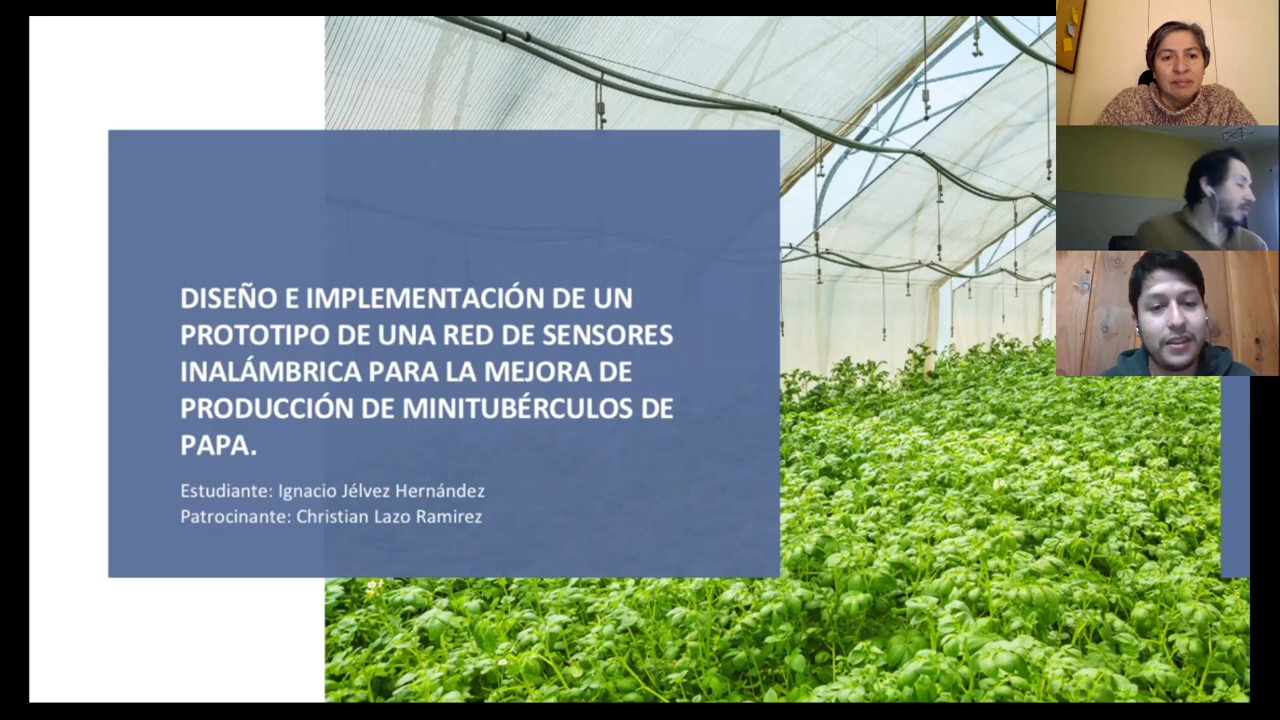 DISEÑO E IMPLEMENTACIÓN DE UN
PROTOTIPO DE UNA RED DE SENSORES
INALÁMBRICA PARA LA MEJORA DE
PRODUCCIÓN DE MINITUBÉRCULOS DE
PAPA.
Estudiante: Ignacio Jélvez Hernández
Patrocinante: Christian Lazo Ramirez